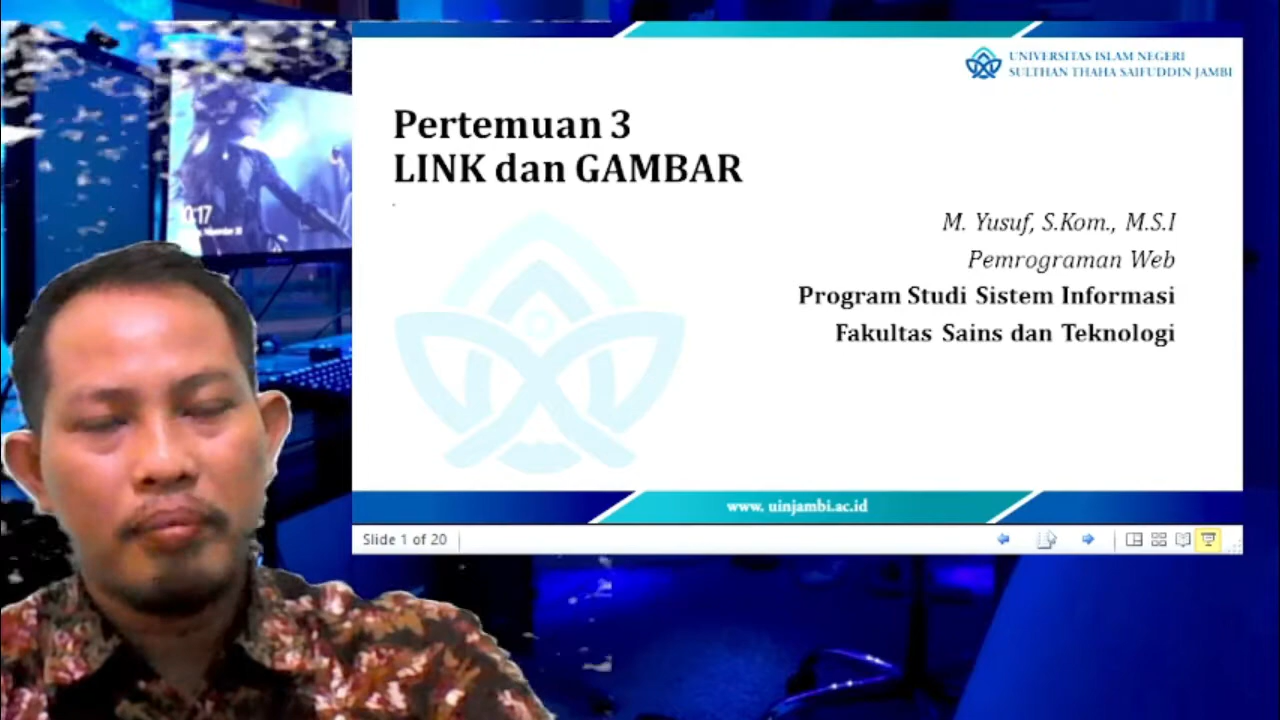 UNIVERSITAS ISLAM NEGERI
SULTHAN THAHA SAIFUDDIN JAMBI
Pertemuan 3
LINK dan GAMBAR
M. Yusuf, S.Kom., M.S.I
Pemrograman Web
Program Studi Sistem Informasi
Fakultas Sains dan Teknologi
www. uinjambi.ac.id
Slide 1 of 20